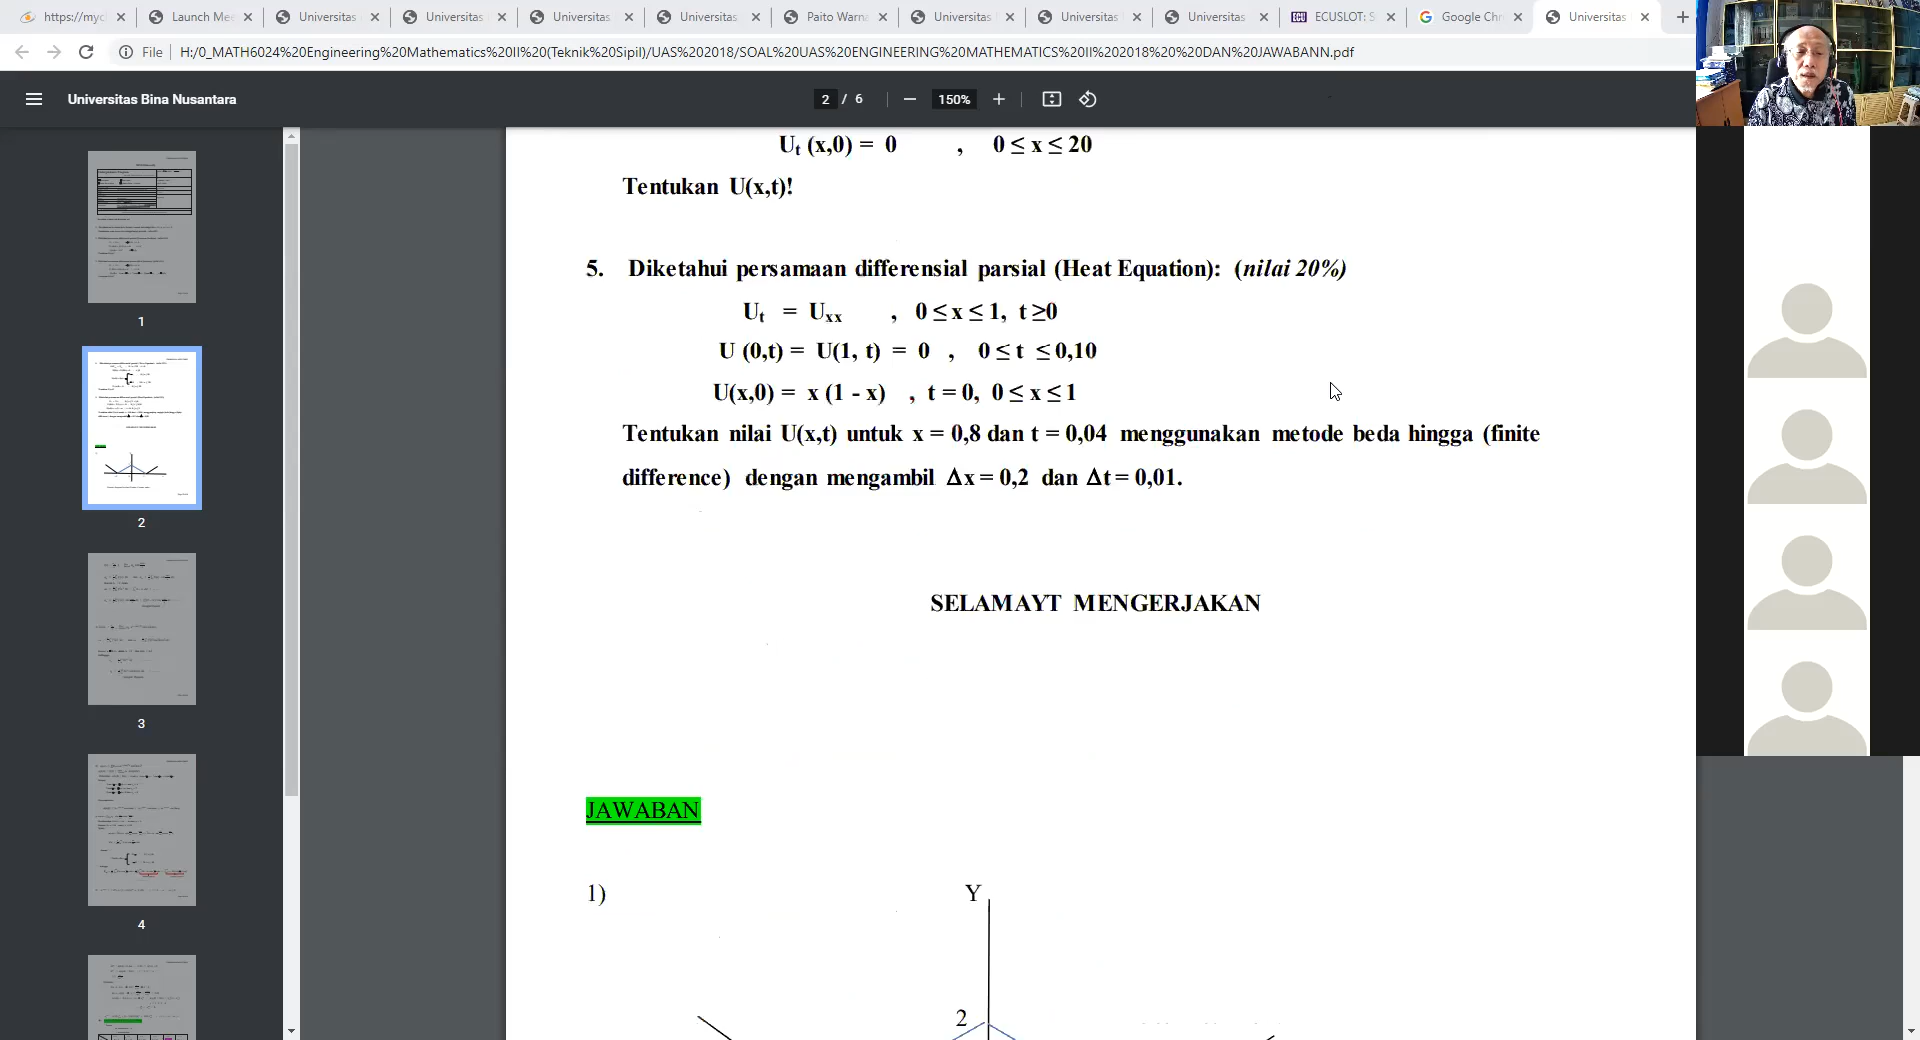 https://myc
Launch Me
Universitas
Universitas
Universitas
Universitas
Paito Warna
Universitas
Universitas
Universitas
ECUSLOT: S
Google Chr
Universitas
File
H:/0_MATH6024%20Engineering%20Mathematics%20II%20(Teknik%20Sipil)/UAS%202018/SOAL%20UAS%20ENGINEERING%20MATHEMATICS%20II%202018%20%20DAN%20JAWABANN.pdf
Universitas Bina Nusantara
2 / 6
150%
1
2
3
4
Uₜ (x,0) = 0 , 0 ≤ x ≤ 20
Tentukan U(x,t)!
5. Diketahui persamaan differensial parsial (Heat Equation): (nilai 20%)
Uₜ = Uₓₓ , 0 ≤ x ≤ 1, t ≥0
U (0,t) = U(1, t) = 0 , 0 ≤ t ≤ 0,10
U(x,0) = x (1 - x) , t = 0, 0 ≤ x ≤ 1
Tentukan nilai U(x,t) untuk x = 0,8 dan t = 0,04 menggunakan metode beda hingga (finite
difference) dengan mengambil Δx = 0,2 dan Δt = 0,01.
SELAMAYT MENGERJAKAN
JAWABAN
1)
Y
2